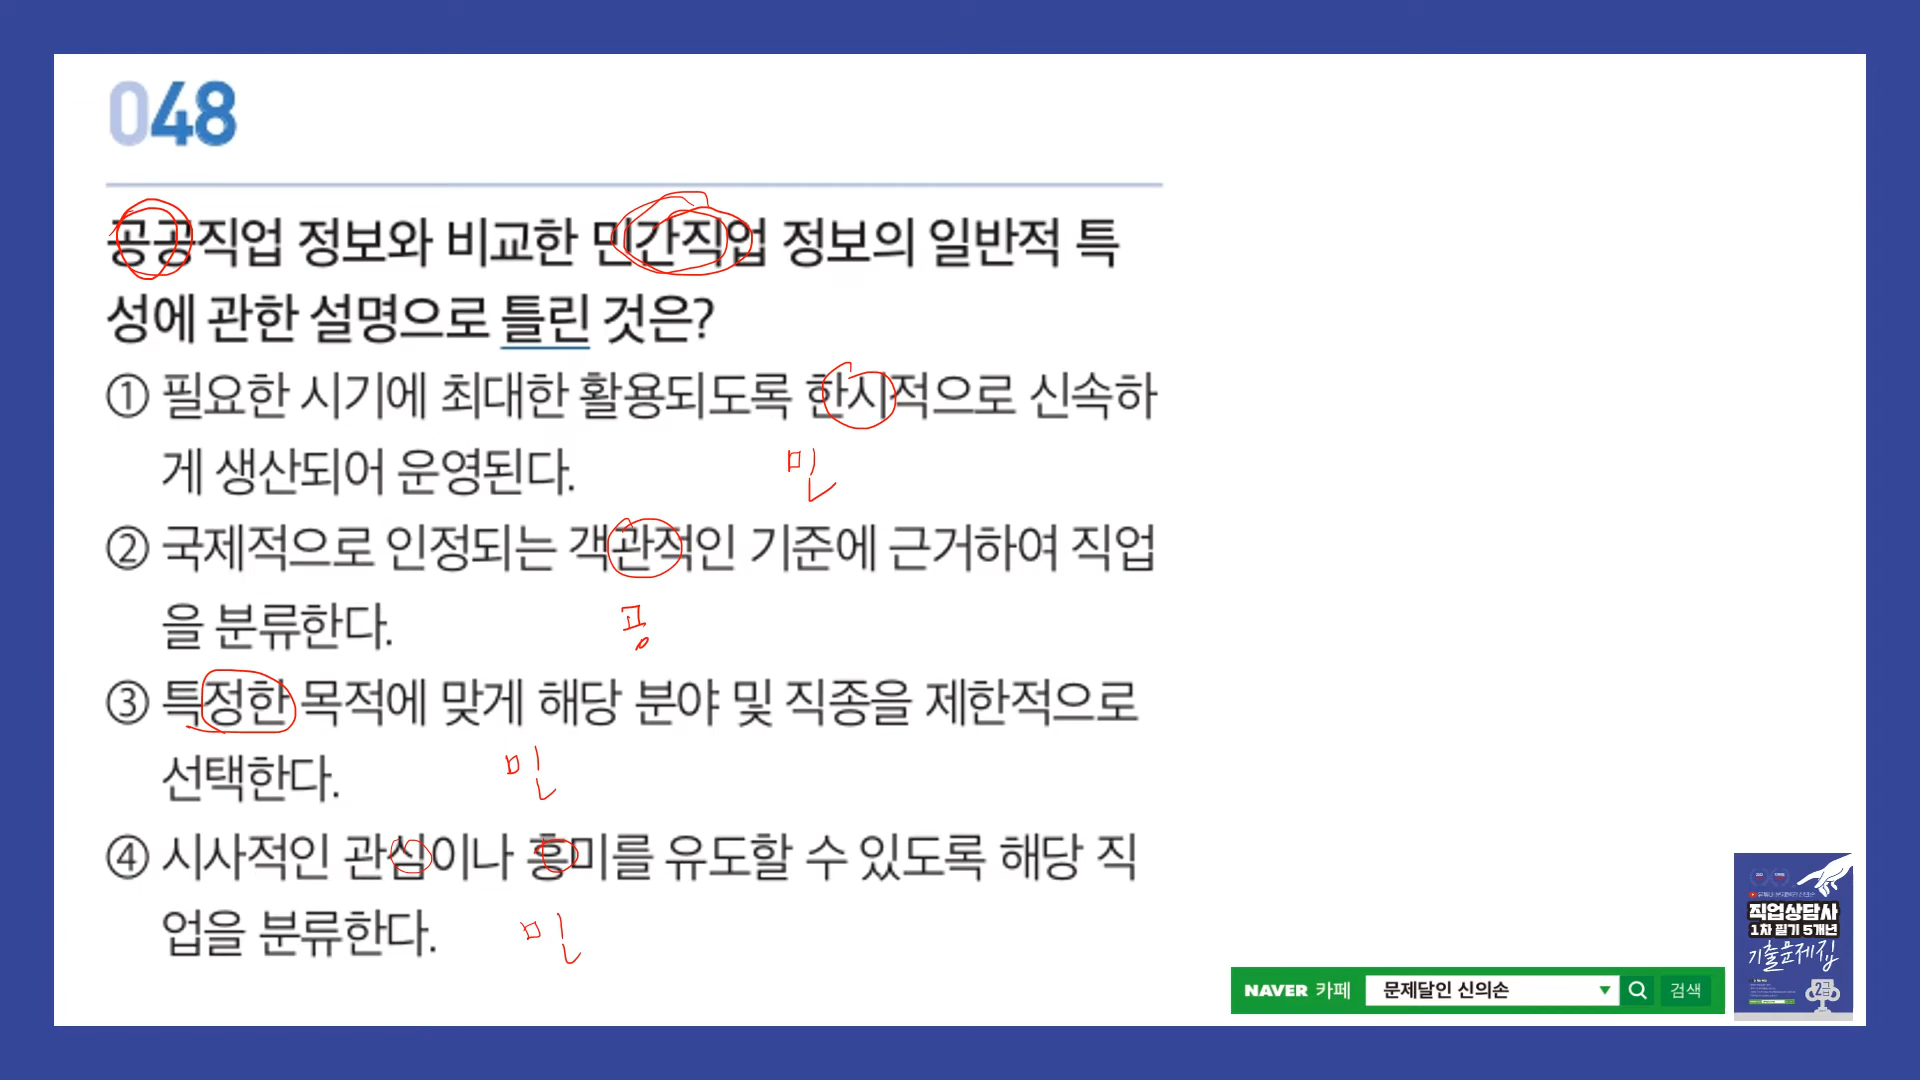 048
공공직업 정보와 비교한 민간직업 정보의 일반적 특
성에 관한 설명으로 틀린 것은?
① 필요한 시기에 최대한 활용되도록 한시적으로 신속하
게 생산되어 운영된다.
민
② 국제적으로 인정되는 객관적인 기준에 근거하여 직업
을 분류한다.
공
③ 특정한 목적에 맞게 해당 분야 및 직종을 제한적으로
선택한다.
민
④ 시사적인 관심이나 흥미를 유도할 수 있도록 해당 직
업을 분류한다.
민
직업상담사
1차 필기 5개년
기출문제집
2급
NAVER 카페 문제달인 신의손 검색